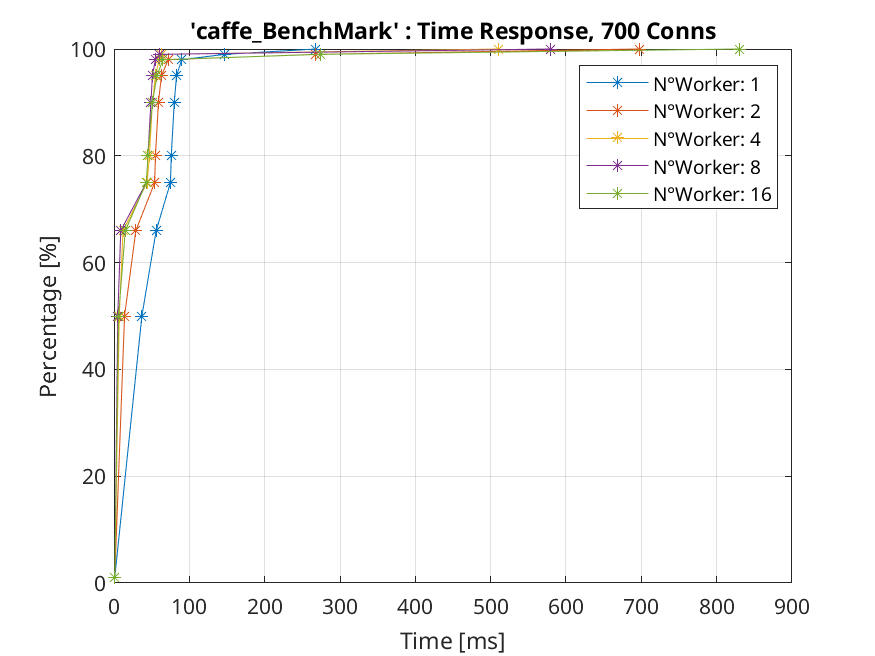 'caffe_BenchMark' : Time Response, 700 Conns
100
80
60
40
20
0
Percentage [%]
N°Worker: 1
N°Worker: 2
N°Worker: 4
N°Worker: 8
N°Worker: 16
0 100 200 300 400 500 600 700 800 900
Time [ms]